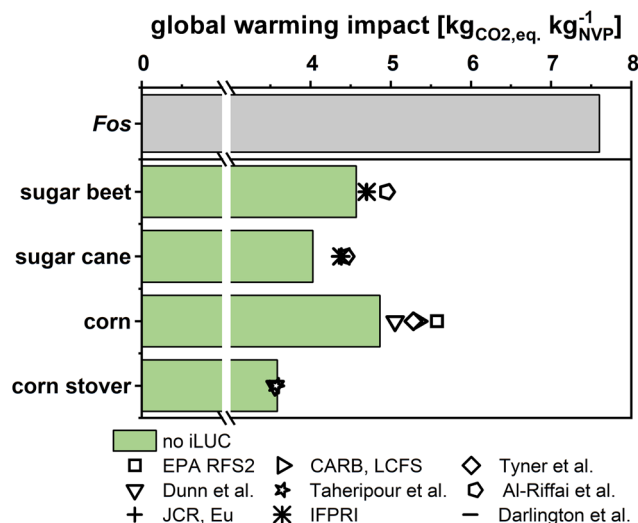 global warming impact [kgCO2,eq. kg-1NVP]
0 4 5 6 7 8
Fos
sugar beet
sugar cane
corn
corn stover
no iLUC
EPA RFS2 CARB, LCFS Tyner et al.
Dunn et al. Taheripour et al. Al-Riffai et al.
JCR, Eu IFPRI Darlington et al.